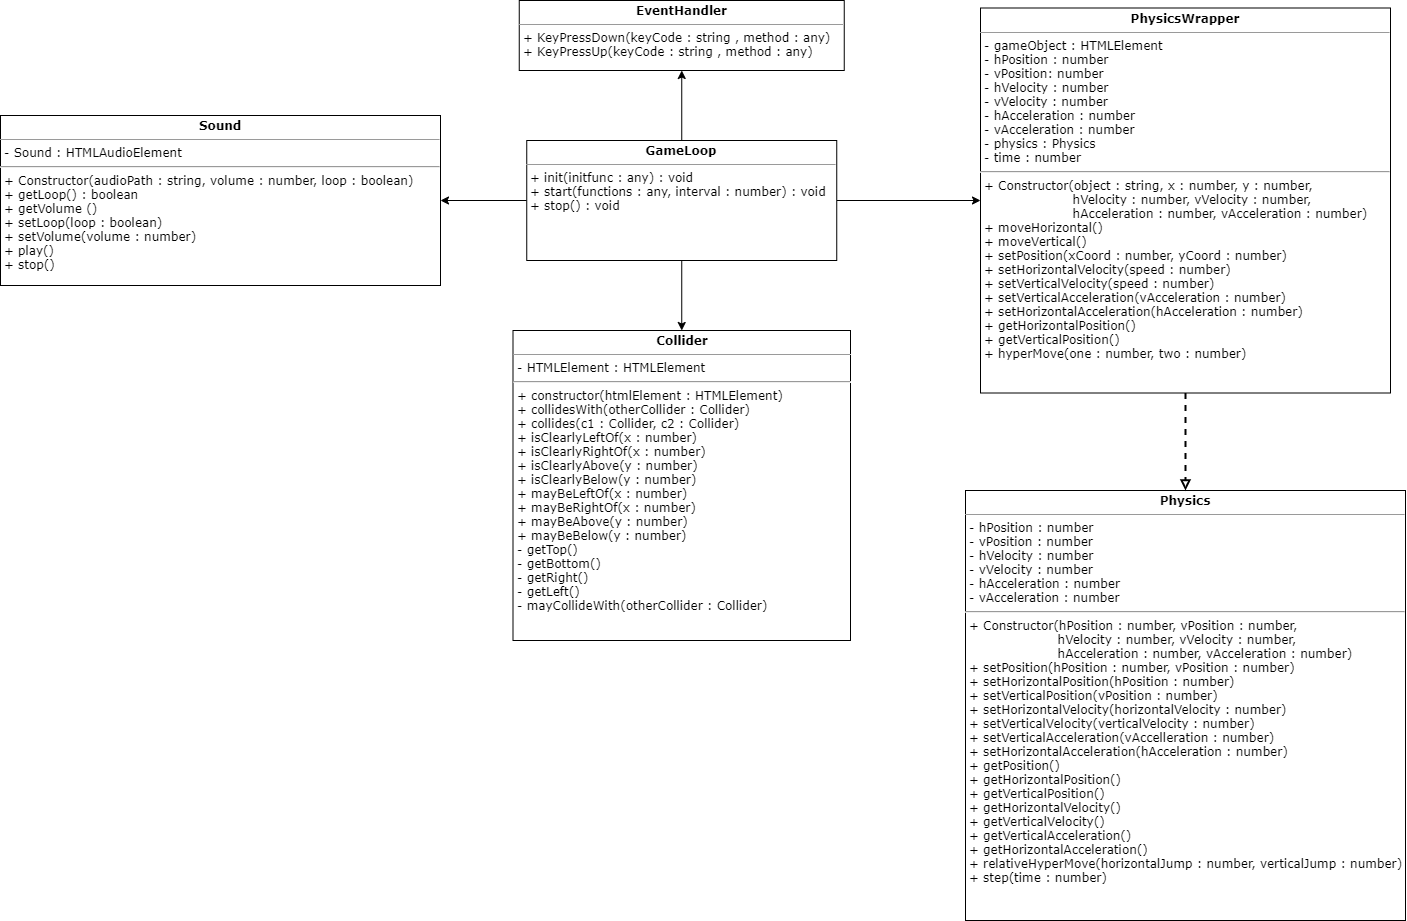 EventHandler
+ KeyPressDown(keyCode : string , method : any)
+ KeyPressUp(keyCode : string , method : any)
PhysicsWrapper
- gameObject : HTMLElement
- hPosition : number
- vPosition: number
- hVelocity : number
- vVelocity : number
- hAcceleration : number
- vAcceleration : number
- physics : Physics
- time : number
+ Constructor(object : string, x : number, y : number,
hVelocity : number, vVelocity : number,
hAcceleration : number, vAcceleration : number)
+ moveHorizontal()
+ moveVertical()
+ setPosition(xCoord : number, yCoord : number)
+ setHorizontalVelocity(speed : number)
+ setVerticalVelocity(speed : number)
+ setVerticalAcceleration(vAcceleration : number)
+ setHorizontalAcceleration(hAcceleration : number)
+ getHorizontalPosition()
+ getVerticalPosition()
+ hyperMove(one : number, two : number)
Sound
- Sound : HTMLAudioElement
+ Constructor(audioPath : string, volume : number, loop : boolean)
+ getLoop() : boolean
+ getVolume ()
+ setLoop(loop : boolean)
+ setVolume(volume : number)
+ play()
+ stop()
GameLoop
+ init(initfunc : any) : void
+ start(functions : any, interval : number) : void
+ stop() : void
Collider
- HTMLElement : HTMLElement
+ constructor(htmlElement : HTMLElement)
+ collidesWith(otherCollider : Collider)
+ collides(c1 : Collider, c2 : Collider)
+ isClearlyLeftOf(x : number)
+ isClearlyRightOf(x : number)
+ isClearlyAbove(y : number)
+ isClearlyBelow(y : number)
+ mayBeLeftOf(x : number)
+ mayBeRightOf(x : number)
+ mayBeAbove(y : number)
+ mayBeBelow(y : number)
- getTop()
- getBottom()
- getRight()
- getLeft()
- mayCollideWith(otherCollider : Collider)
Physics
- hPosition : number
- vPosition : number
- hVelocity : number
- vVelocity : number
- hAcceleration : number
- vAcceleration : number
+ Constructor(hPosition : number, vPosition : number,
hVelocity : number, vVelocity : number,
hAcceleration : number, vAcceleration : number)
+ setPosition(hPosition : number, vPosition : number)
+ setHorizontalPosition(hPosition : number)
+ setVerticalPosition(vPosition : number)
+ setHorizontalVelocity(horizontalVelocity : number)
+ setVerticalVelocity(verticalVelocity : number)
+ setVerticalAcceleration(vAccelleration : number)
+ setHorizontalAcceleration(hAcceleration : number)
+ getPosition()
+ getHorizontalPosition()
+ getVerticalPosition()
+ getHorizontalVelocity()
+ getVerticalVelocity()
+ getVerticalAcceleration()
+ getHorizontalAcceleration()
+ relativeHyperMove(horizontalJump : number, verticalJump : number)
+ step(time : number)